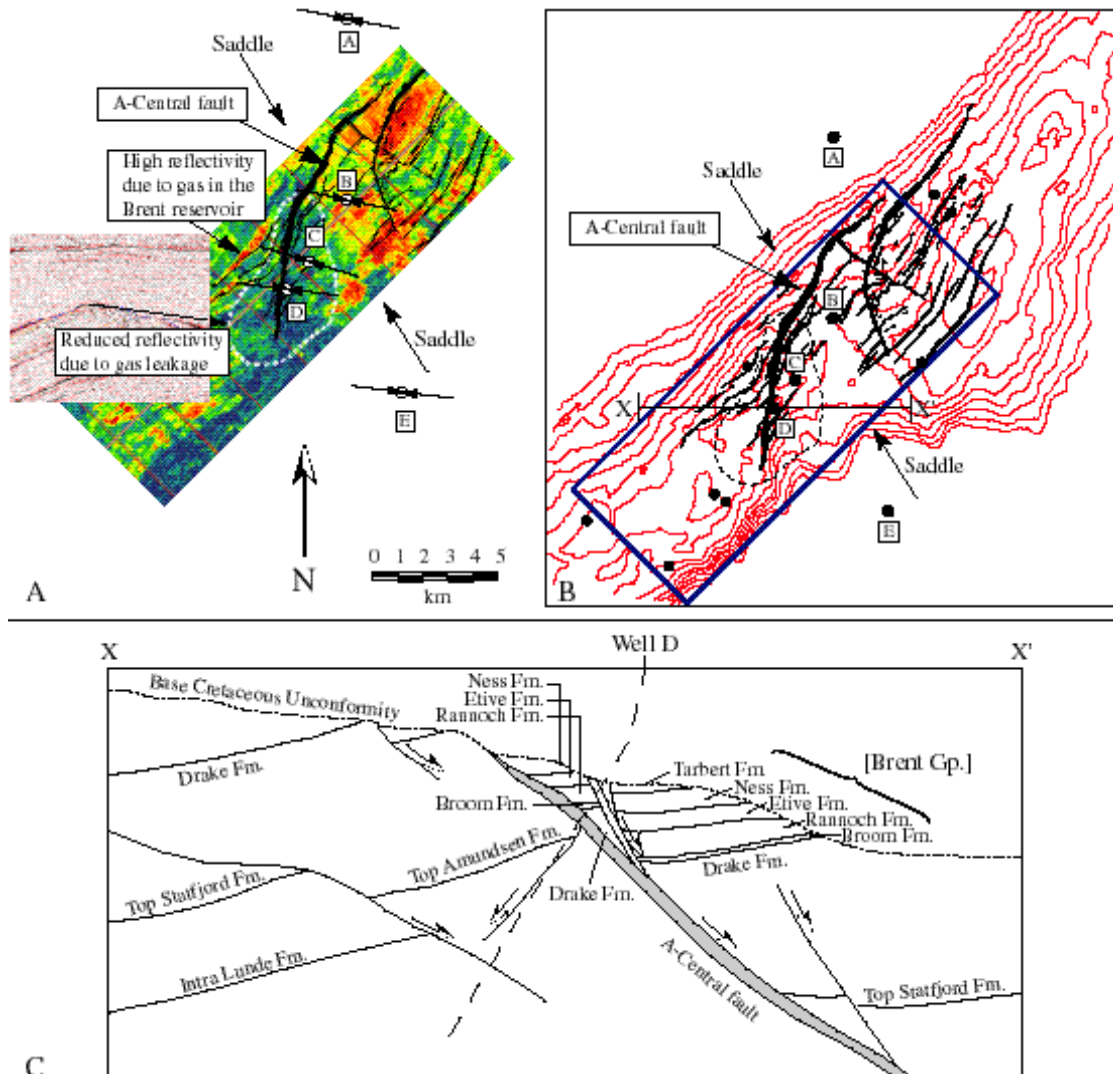 A
Saddle
A-Central fault
High reflectivity
due to gas in the
Brent reservoir
B
C
D
Reduced reflectivity
due to gas leakage
Saddle
E
N
0 1 2 3 4 5
km
A
A
Saddle
A-Central fault
B
C
X
X'
D
Saddle
E
B
X
Well D
X'
Base Cretaceous Unconformity
Ness Fm.
Etive Fm.
Rannoch Fm.
Drake Fm.
Tarbert Fm.
[Brent Gp.]
Ness Fm.
Etive Fm.
Rannoch Fm.
Broom Fm.
Broom Fm.
Drake Fm.
Top Amundsen Fm.
Drake Fm.
Top Statfjord Fm.
Intra Lunde Fm.
A-Central fault
Top Statfjord Fm.
C